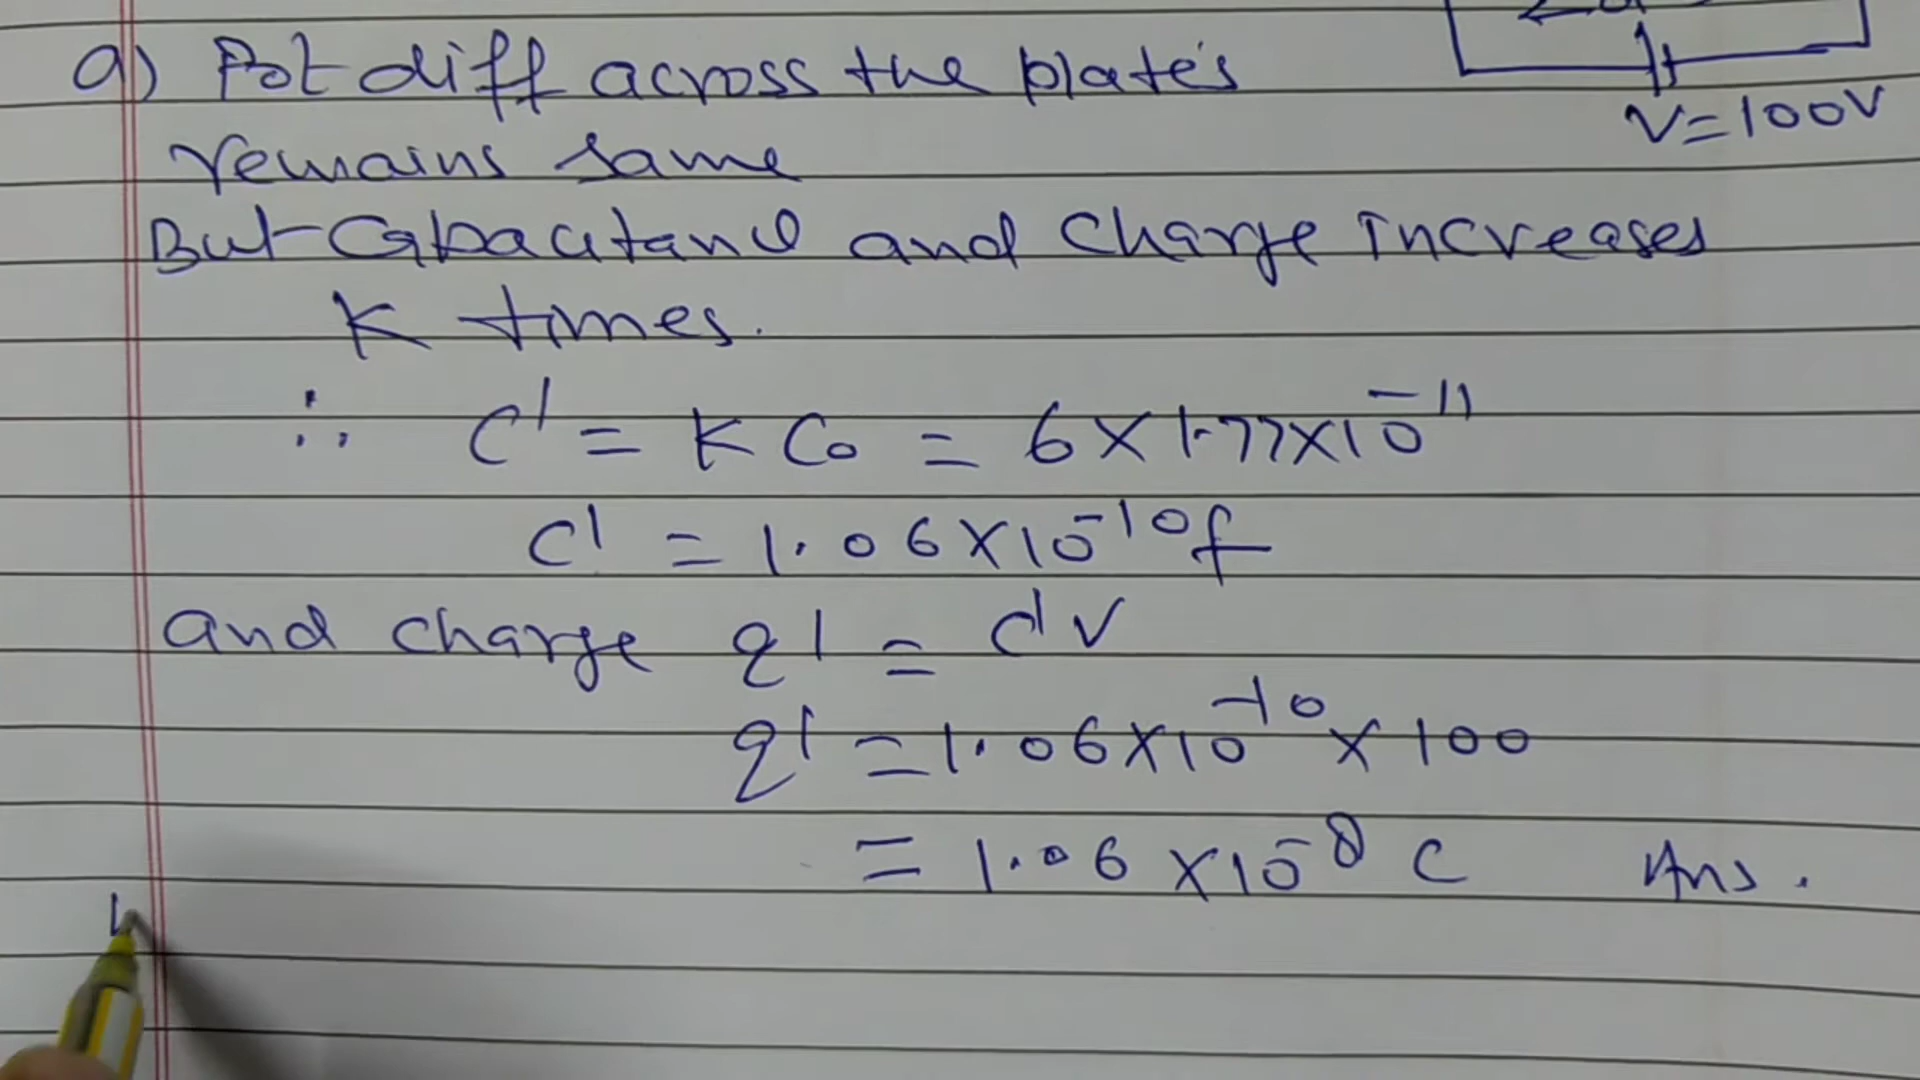 a) Pot diff across the plates
V=100V
remains same
But Capacitance and Charge increases
K times.
∴ C' = K C₀ = 6×1.77×10⁻¹¹
C' = 1.06×10⁻¹⁰f
and charge q' = C'V
q' = 1.06×10⁻¹⁰×100
= 1.06×10⁻⁸ C Ans.